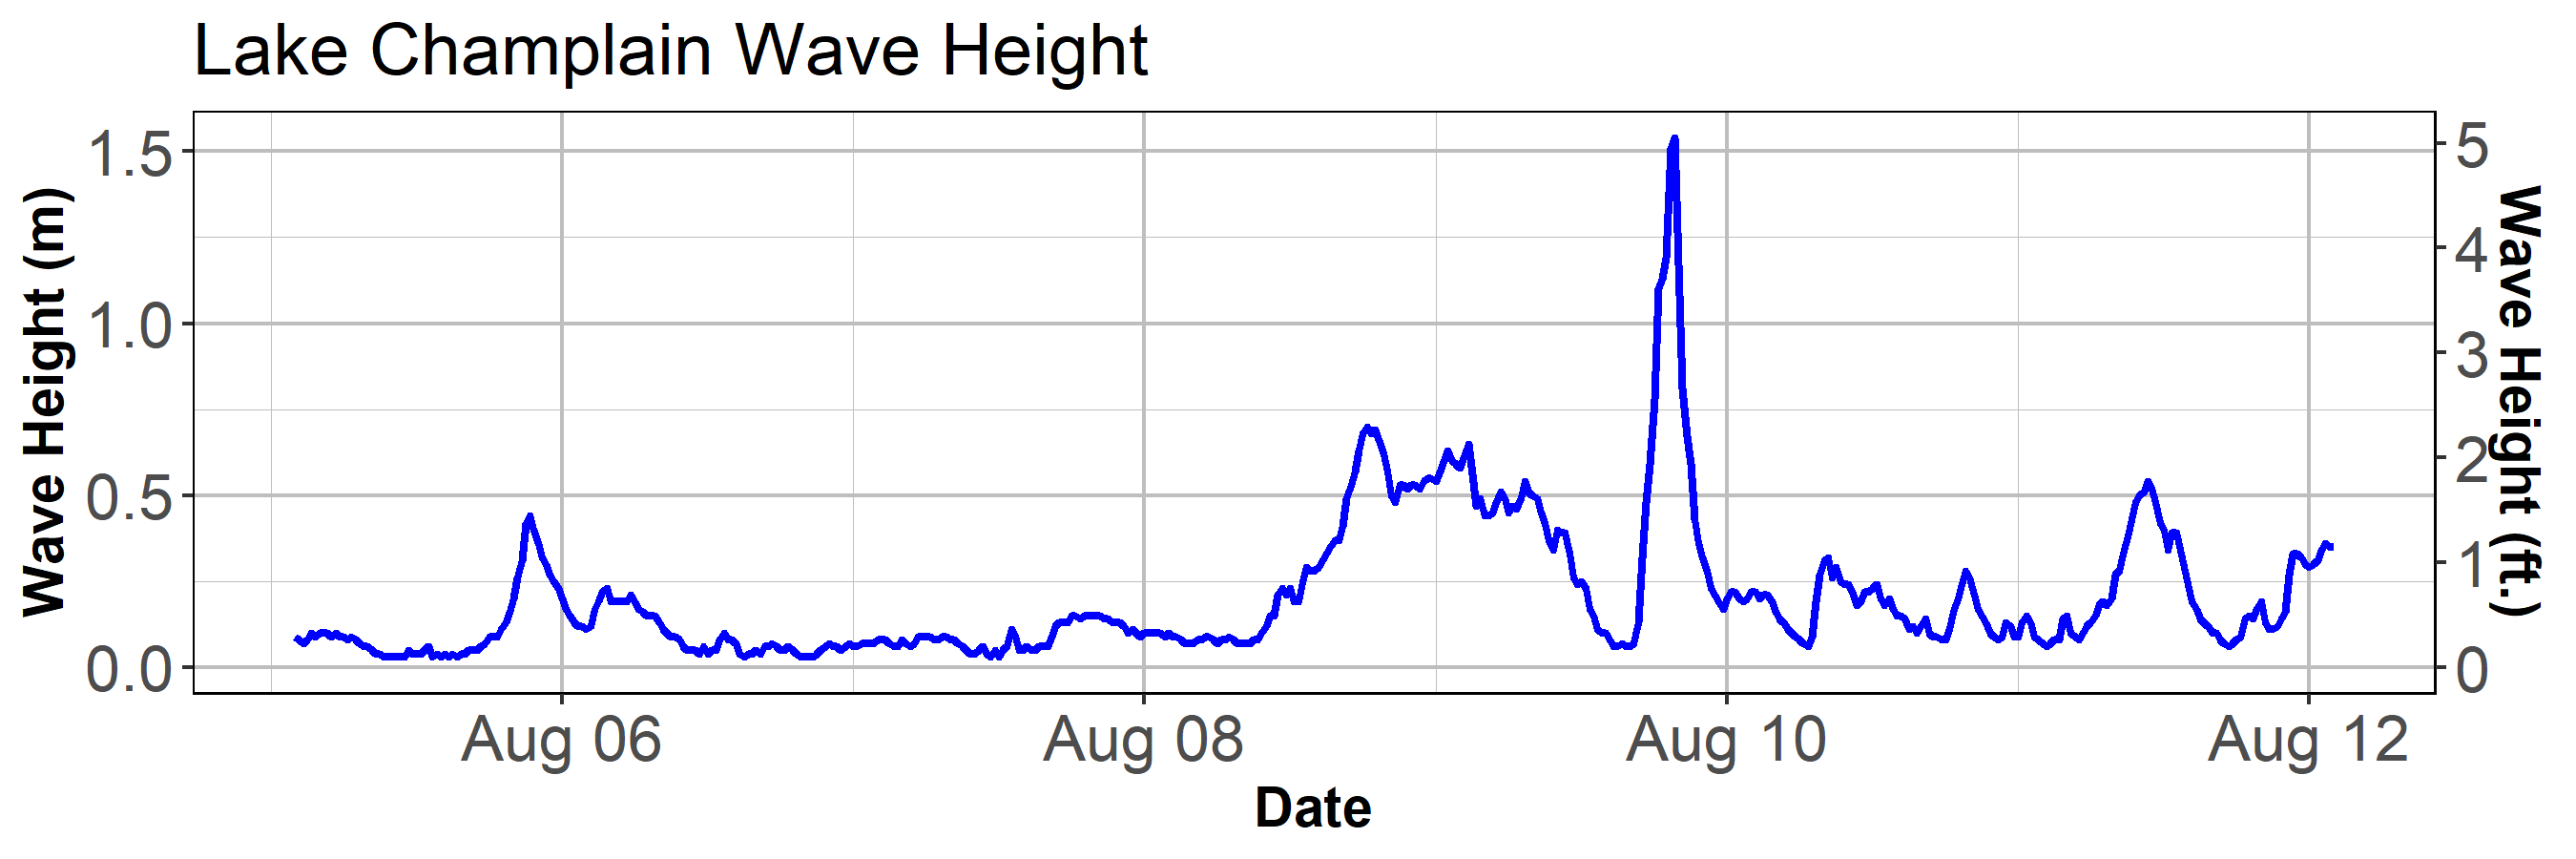 Lake Champlain Wave Height
Wave Height (m)
1.5
1.0
0.5
0.0
5
4
3
2
1
0
Wave Height (ft.)
Aug 06
Aug 08
Aug 10
Aug 12
Date